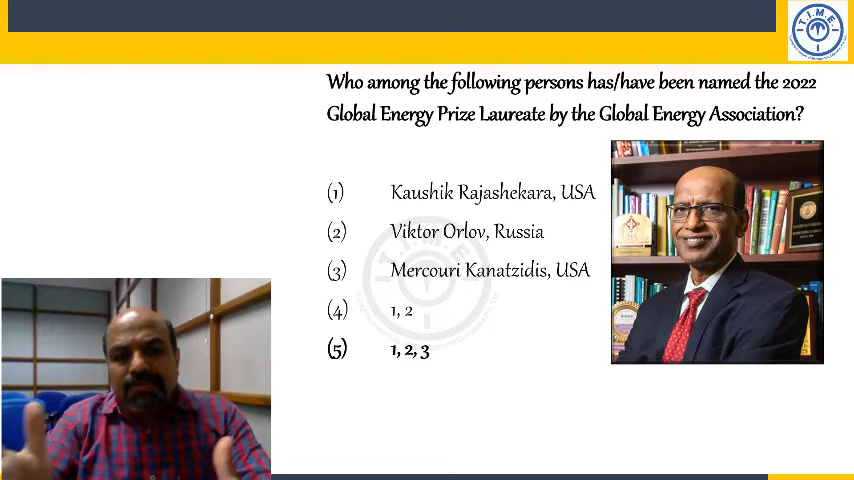 T.I.M.E.
Who among the following persons has/have been named the 2022
Global Energy Prize Laureate by the Global Energy Association?
(1) Kaushik Rajashekara, USA
(2) Viktor Orlov, Russia
(3) Mercouri Kanatzidis, USA
(4) 1, 2
(5) 1, 2, 3